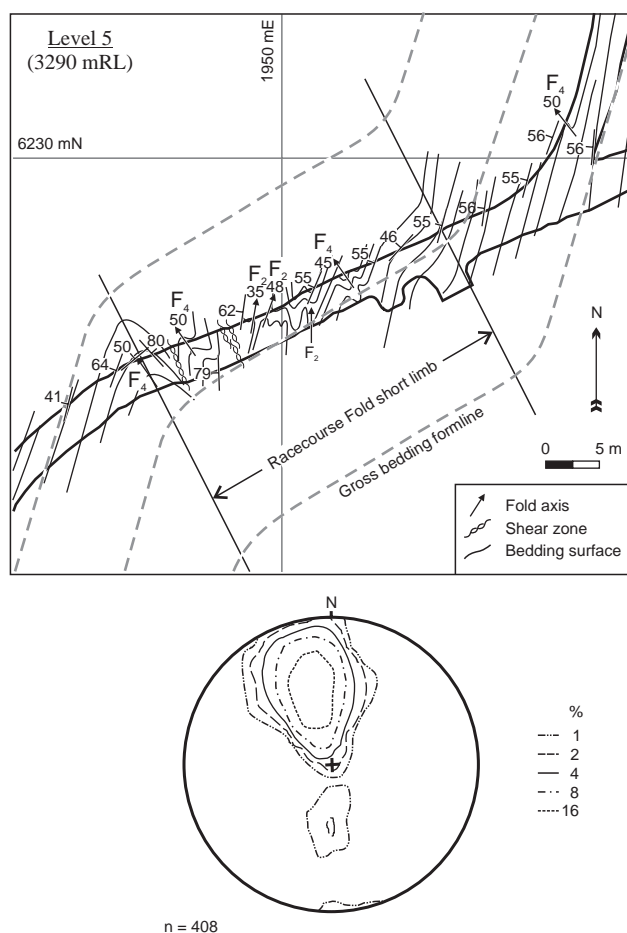 Level 5
(3290 mRL)
1950 mE
6230 mN
F4
50
56
56
55
56
55
46
F4
45
55
F2
F2
55
48
35
F2
62
F4
50
79
80
50
64
F4
41
Racecourse Fold short limb
Gross bedding formline
N
0 5 m
Fold axis
Shear zone
Bedding surface
N
%
1
2
4
8
16
n = 408